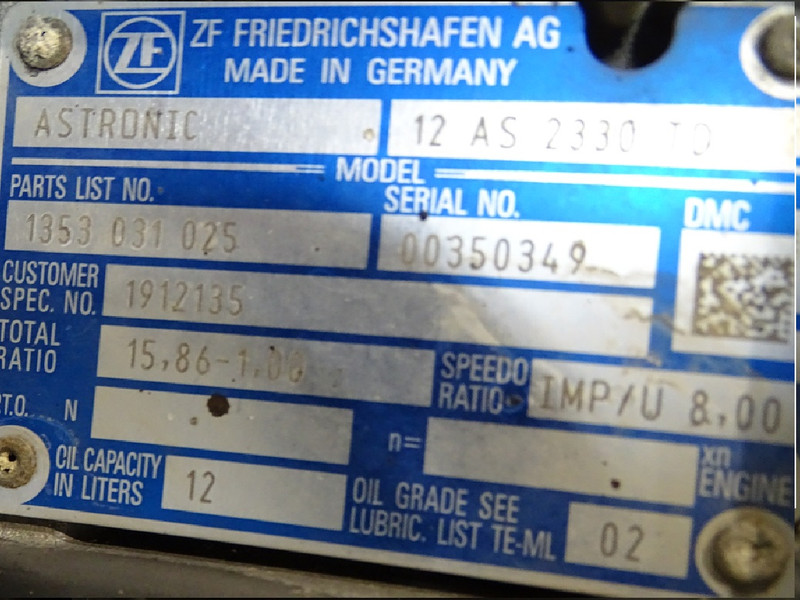 ZF ZF FRIEDRICHSHAFEN AG
MADE IN GERMANY
ASTRONIC 12 AS 2330 TD
MODEL
PARTS LIST NO. SERIAL NO. DMC
1353 031 025 00350349
CUSTOMER SPEC. NO. 1912135
TOTAL RATIO 15,86-1,00 SPEEDO RATIO IMP/U 8,00
P.T.O. N n= xn ENGINE
OIL CAPACITY IN LITERS 12 OIL GRADE SEE LUBRIC. LIST TE-ML 02